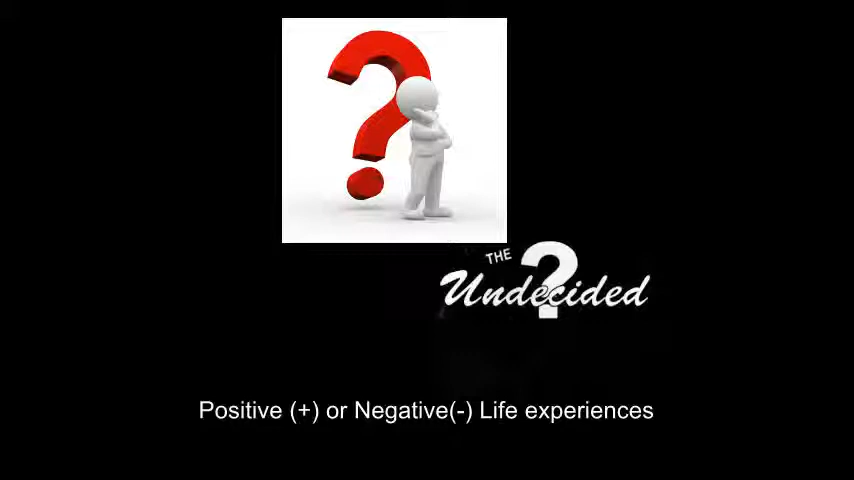 THE
Undecided
?
Positive (+) or Negative(-) Life experiences